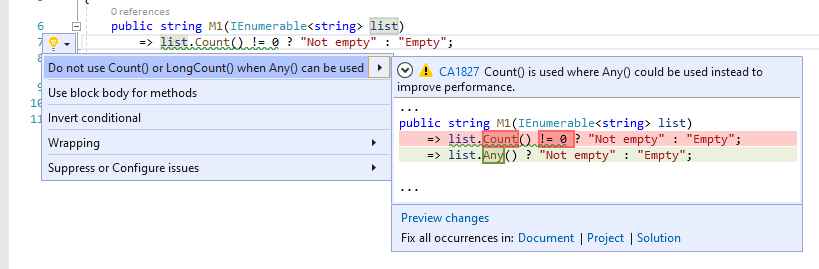 0 references
6 public string M1(IEnumerable<string> list)
7 => list.Count() != 0 ? "Not empty" : "Empty";
8
Do not use Count() or LongCount() when Any() can be used
Use block body for methods
Invert conditional
Wrapping
Suppress or Configure issues
9
10
11
CA1827 Count() is used where Any() could be used instead to
improve performance.
...
public string M1(IEnumerable<string> list)
=> list.Count() != 0 ? "Not empty" : "Empty";
=> list.Any() ? "Not empty" : "Empty";
...
Preview changes
Fix all occurrences in: Document | Project | Solution